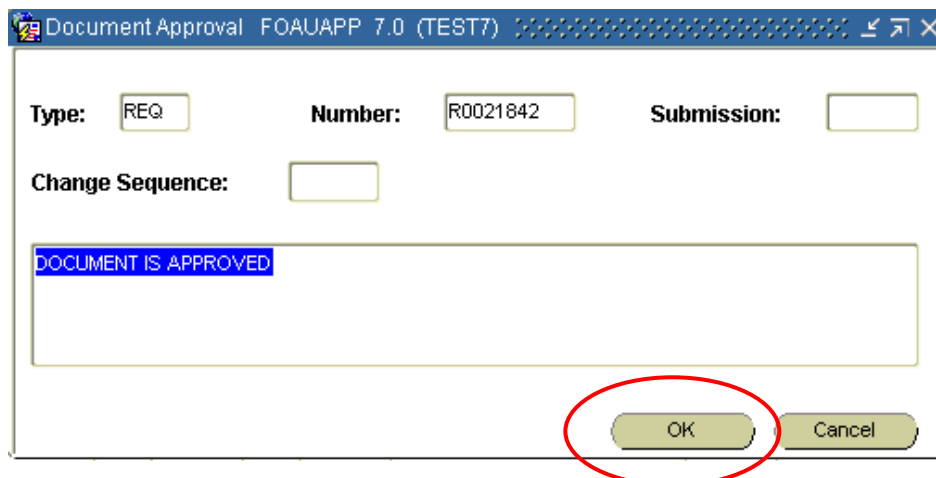 Document Approval FOAUAPP 7.0 (TEST7)
Type: REQ Number: R0021842 Submission:
Change Sequence:
DOCUMENT IS APPROVED
OK Cancel